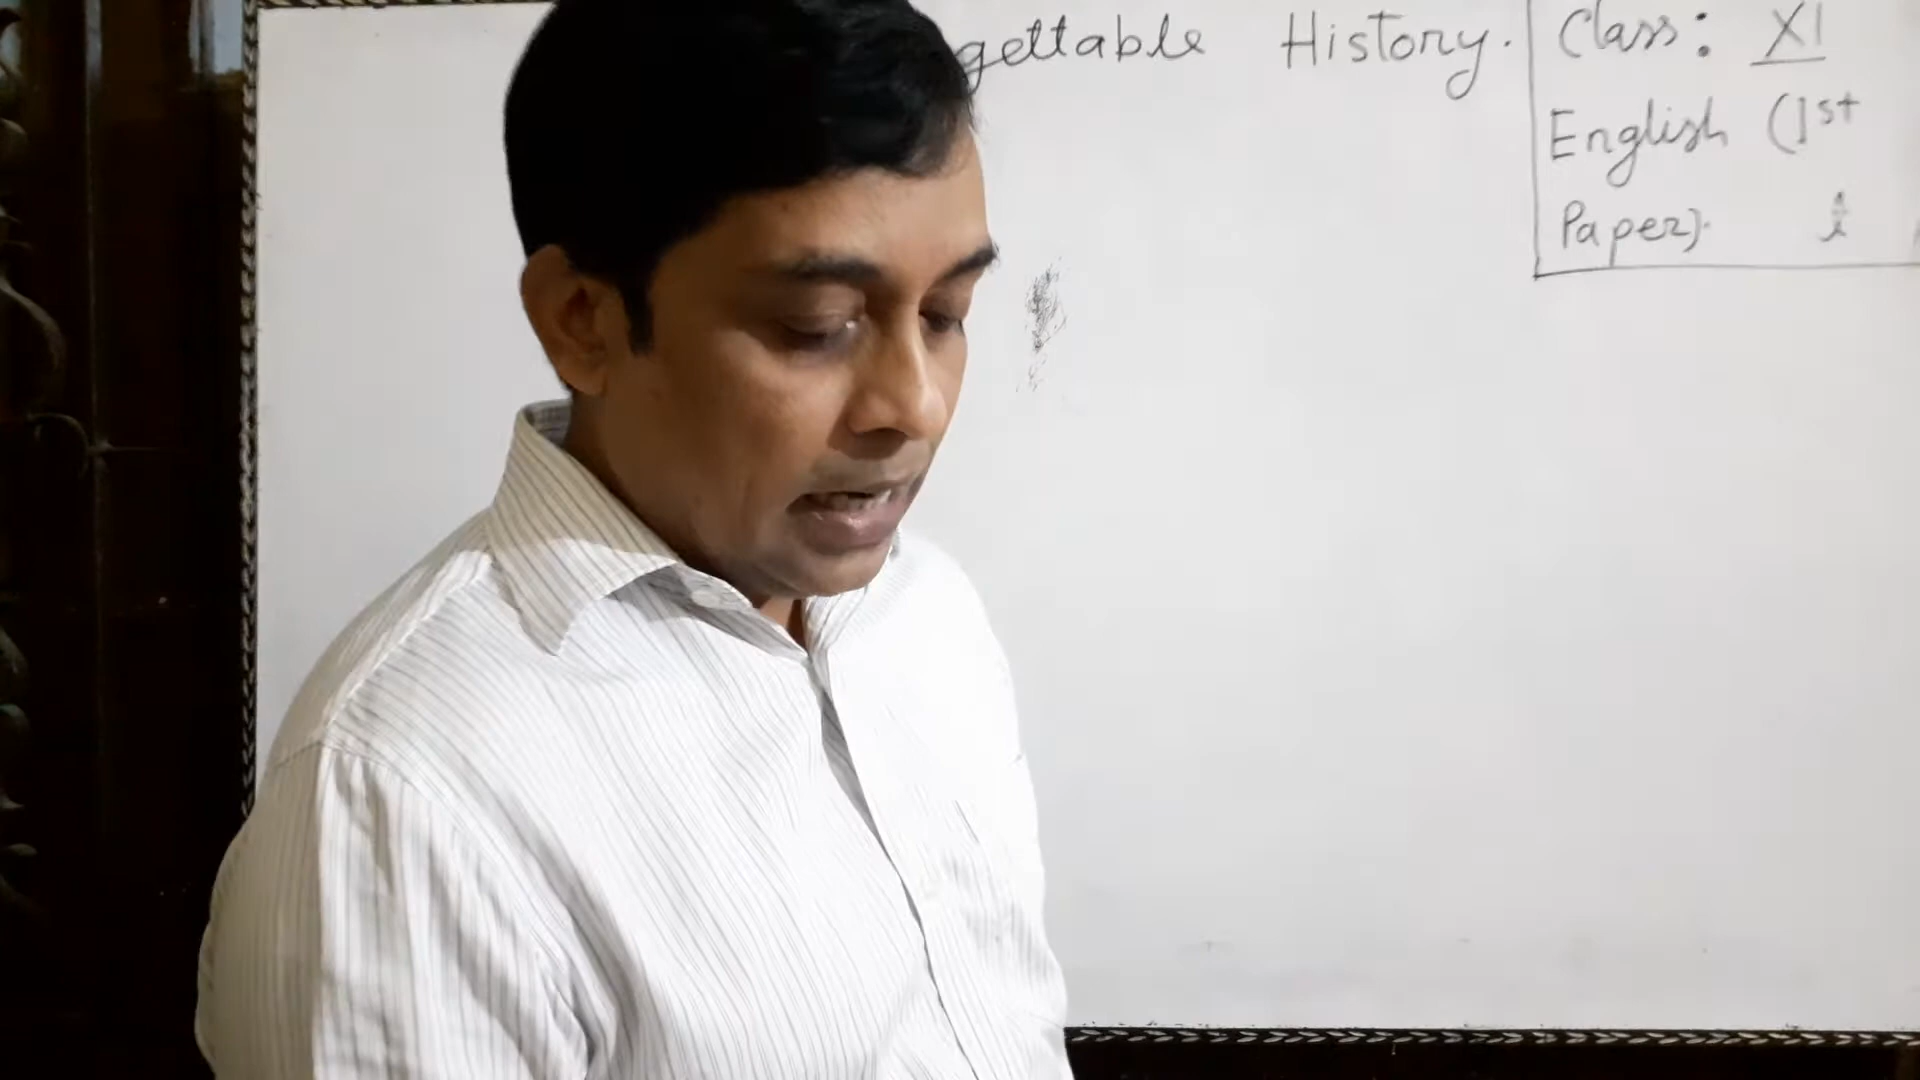 gettable History.
Class: XI
English (1st
Paper).